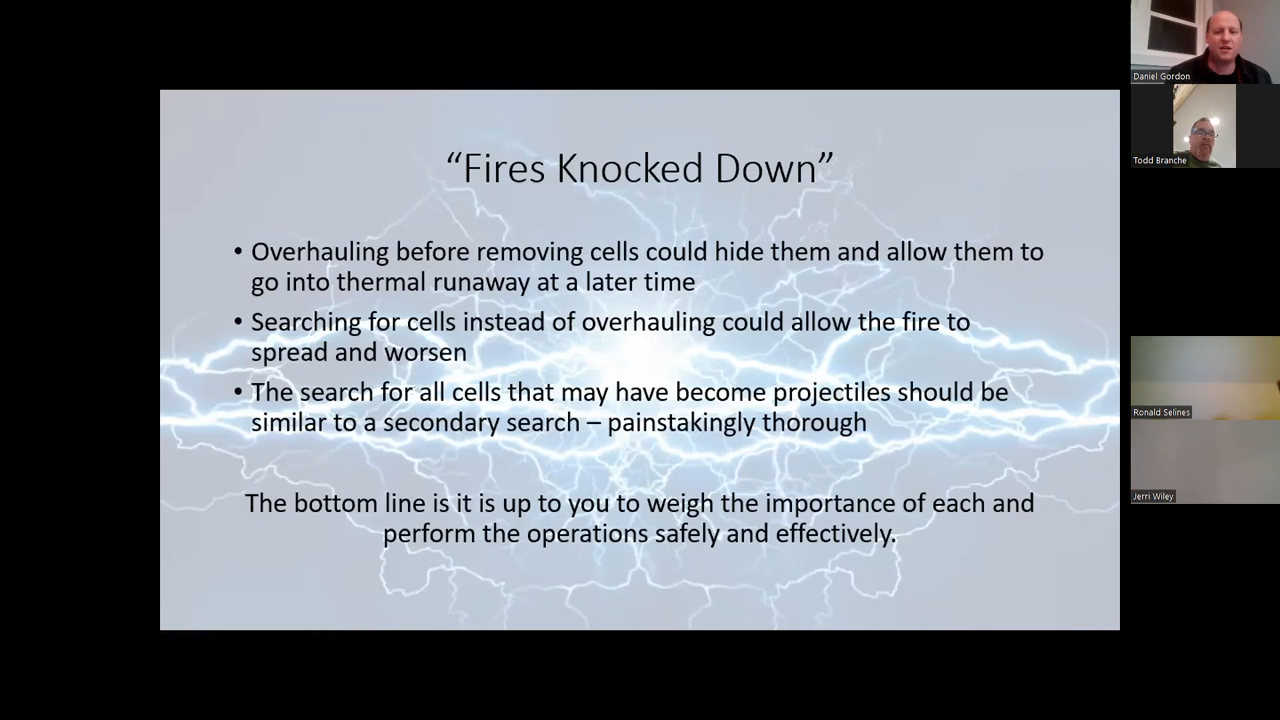 “Fires Knocked Down”
• Overhauling before removing cells could hide them and allow them to
go into thermal runaway at a later time
• Searching for cells instead of overhauling could allow the fire to
spread and worsen
• The search for all cells that may have become projectiles should be
similar to a secondary search – painstakingly thorough
The bottom line is it is up to you to weigh the importance of each and
perform the operations safely and effectively.
Daniel Gordon
Todd Branche
Ronald Selines
Jerri Wiley